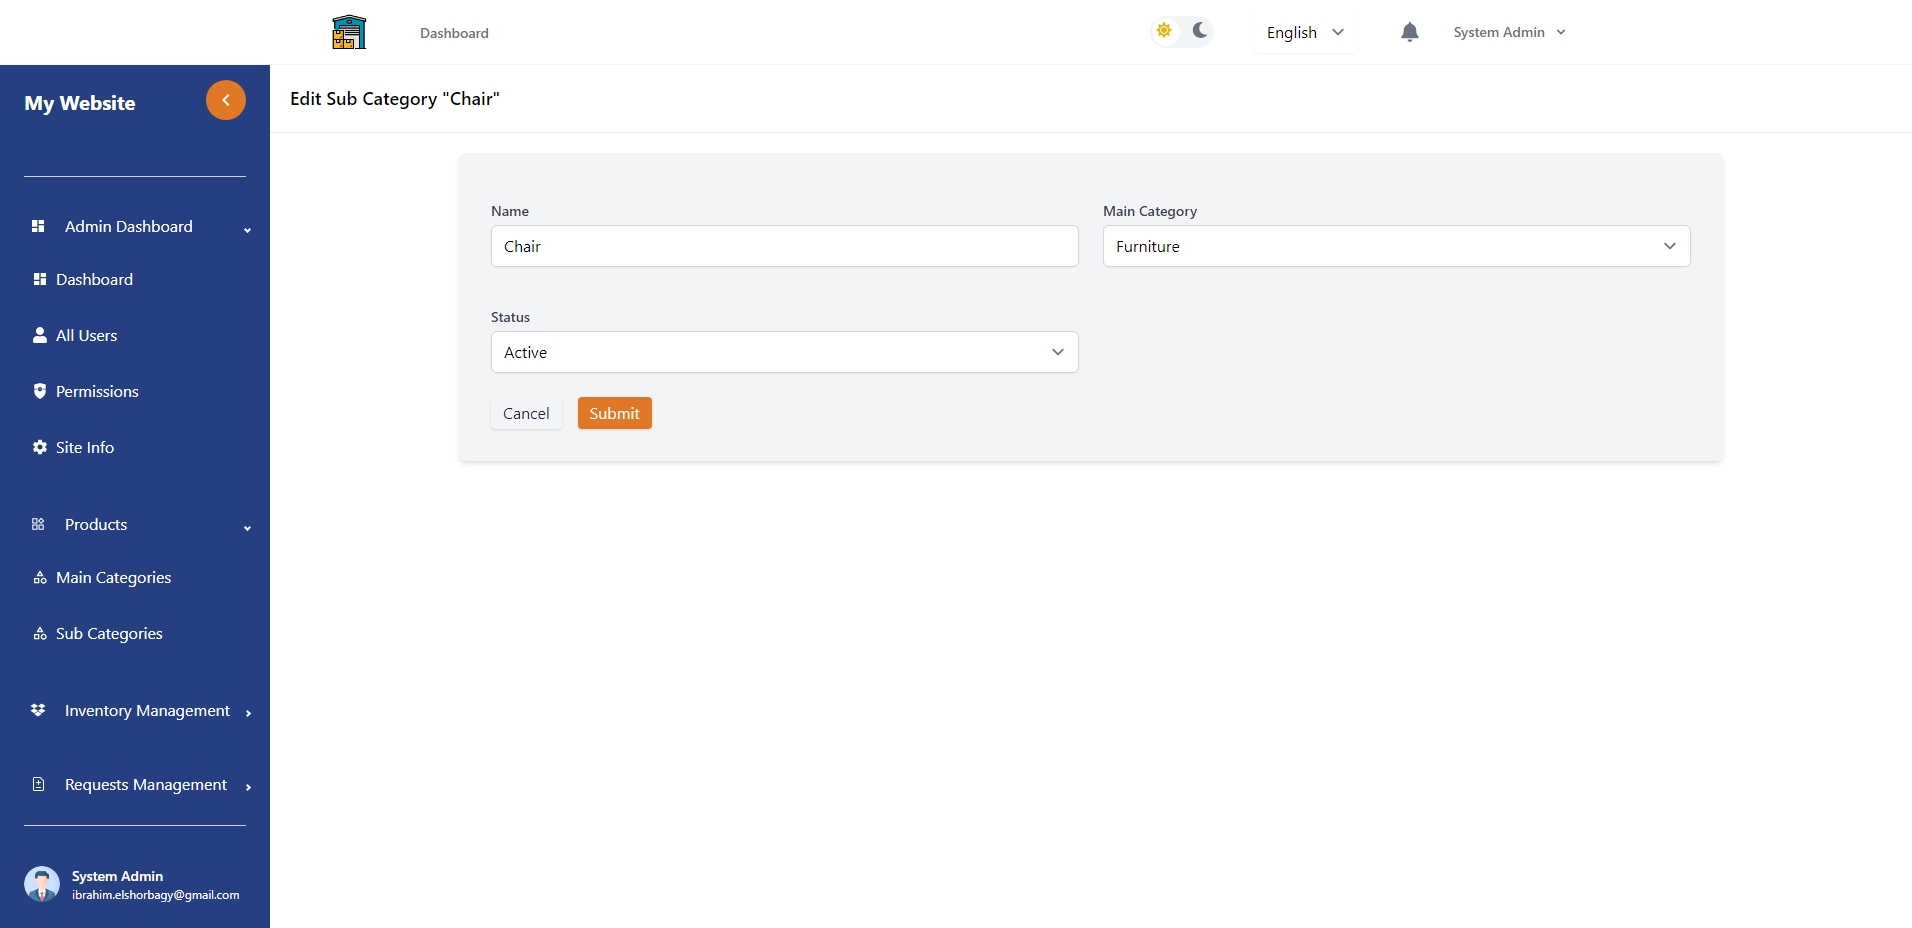 Dashboard
English
System Admin
My Website
Edit Sub Category "Chair"
Admin Dashboard
Dashboard
All Users
Permissions
Site Info
Products
Main Categories
Sub Categories
Inventory Management
Requests Management
System Admin
ibrahim.elshorbagy@gmail.com
Name
Chair
Main Category
Furniture
Status
Active
Cancel
Submit